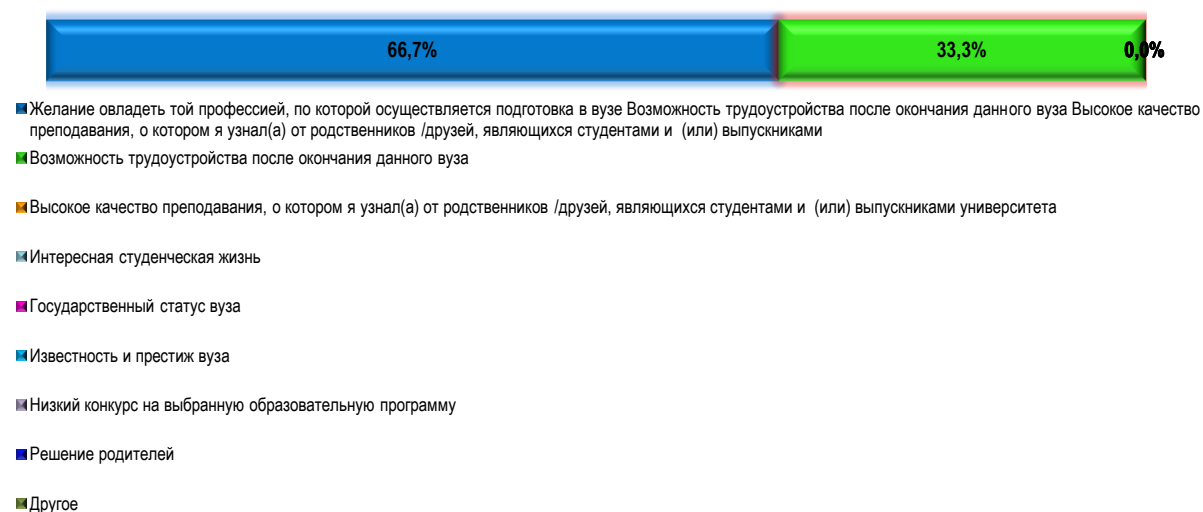 66,7% 33,3% 0,0%
Желание овладеть той профессией, по которой осуществляется подготовка в вузе Возможность трудоустройства после окончания данного вуза Высокое качество
преподавания, о котором я узнал(а) от родственников /друзей, являющихся студентами и (или) выпускниками
Возможность трудоустройства после окончания данного вуза
Высокое качество преподавания, о котором я узнал(а) от родственников /друзей, являющихся студентами и (или) выпускниками университета
Интересная студенческая жизнь
Государственный статус вуза
Известность и престиж вуза
Низкий конкурс на выбранную образовательную программу
Решение родителей
Другое